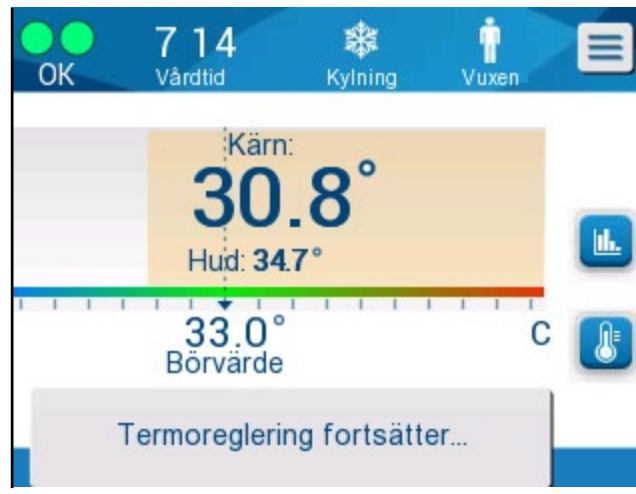 OK
7 14
Vårdtid
Kylning
Vuxen
Kärn:
30.8°
Hud: 34.7°
33.0° C
Börvärde
Termoreglering fortsätter...